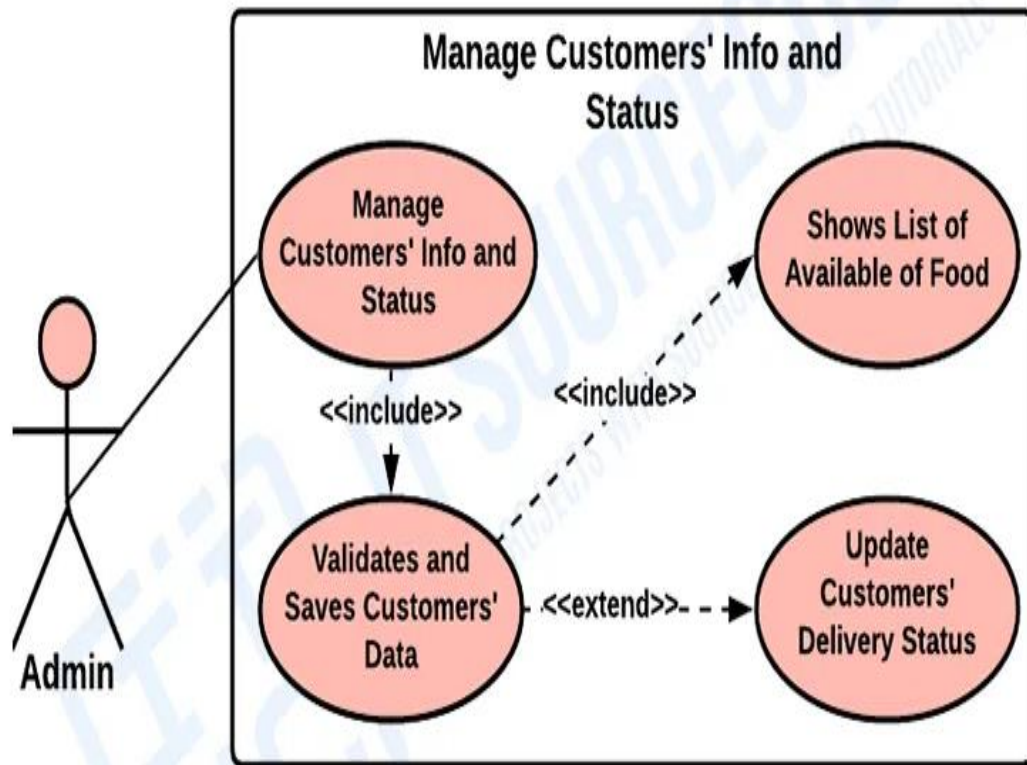 Manage Customers' Info and
Status
Manage
Customers' Info and
Status
Shows List of
Available of Food
<<include>>
<<include>>
Validates and
Saves Customers'
Data
<<extend>>
Update
Customers'
Delivery Status
Admin